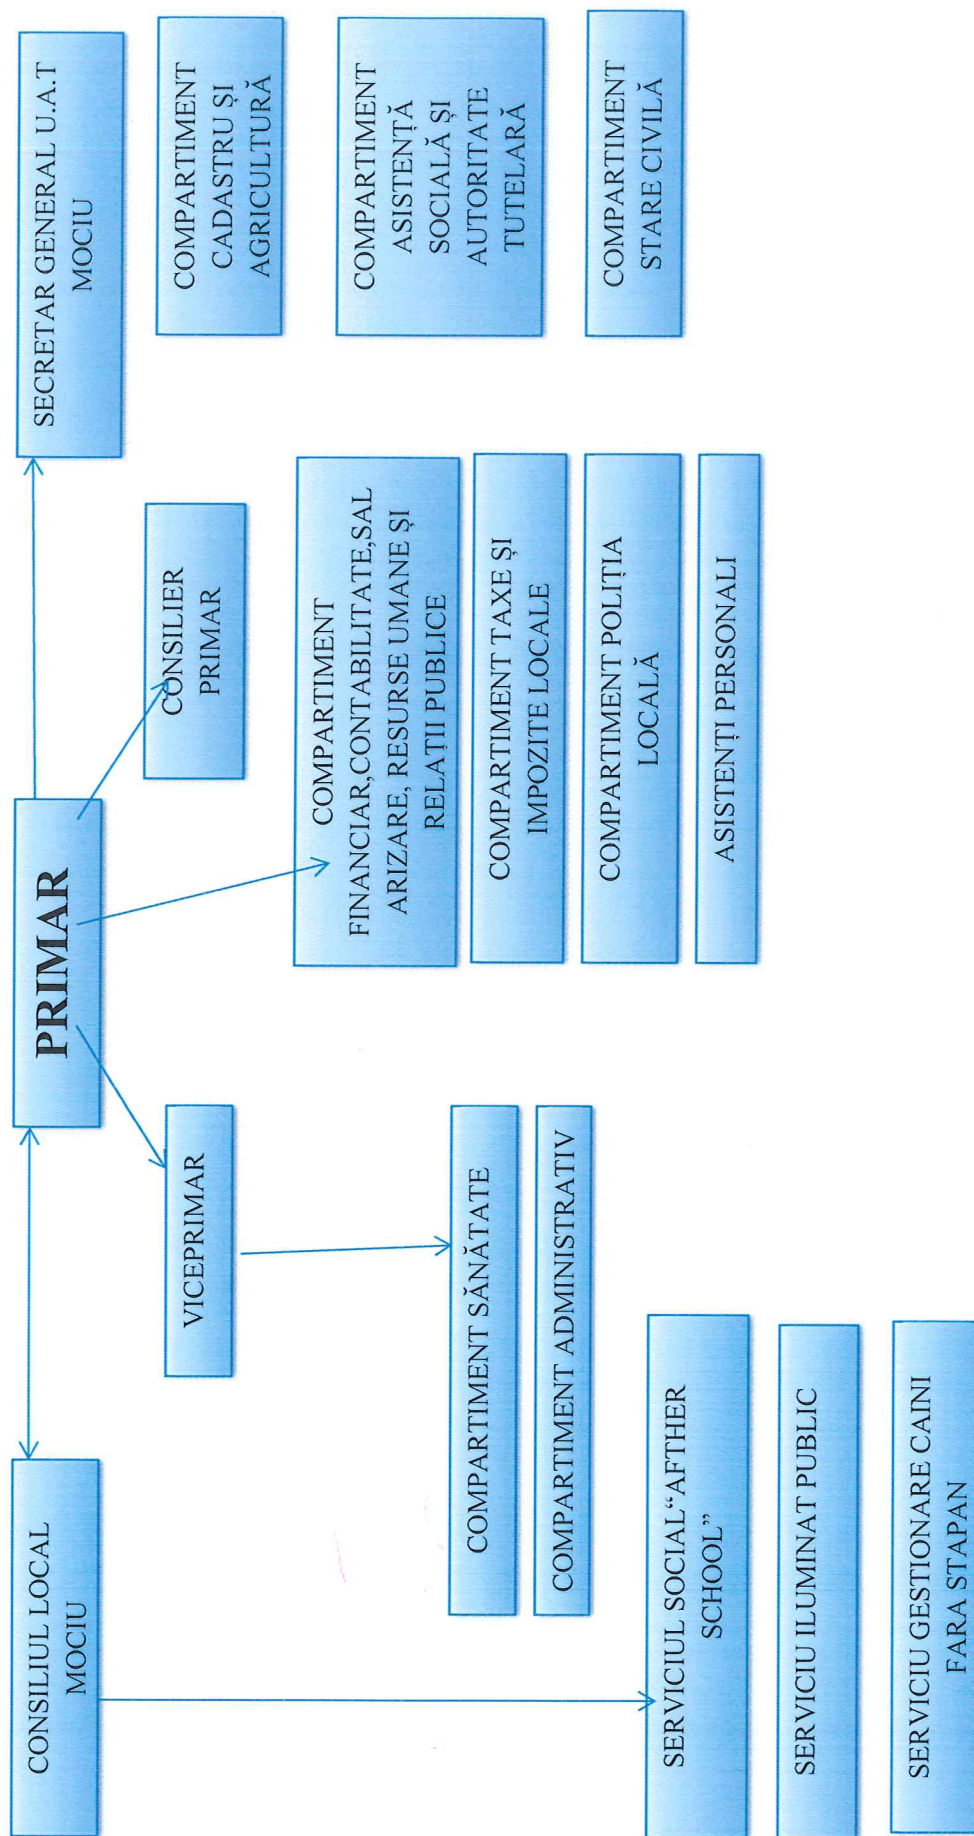 CONSILIUL LOCAL
MOCIU
PRIMAR
SECRETAR GENERAL U.A.T
MOCIU
VICEPRIMAR
CONSILIER
PRIMAR
COMPARTIMENT
CADASTRU ȘI
AGRICULTURĂ
COMPARTIMENT
FINANCIAR,CONTABILITATE,SAL
ARIZARE, RESURSE UMANE ȘI
RELAȚII PUBLICE
COMPARTIMENT
ASISTENȚĂ
SOCIALĂ ȘI
AUTORITATE
TUTELARĂ
COMPARTIMENT SĂNĂTATE
COMPARTIMENT TAXE ȘI
IMPOZITE LOCALE
COMPARTIMENT ADMINISTRATIV
COMPARTIMENT POLIȚIA
LOCALĂ
COMPARTIMENT
STARE CIVILĂ
SERVICIUL SOCIAL“AFTHER
SCHOOL”
ASISTENȚI PERSONALI
SERVICIU ILUMINAT PUBLIC
SERVICIU GESTIONARE CAINI
FARA STAPAN